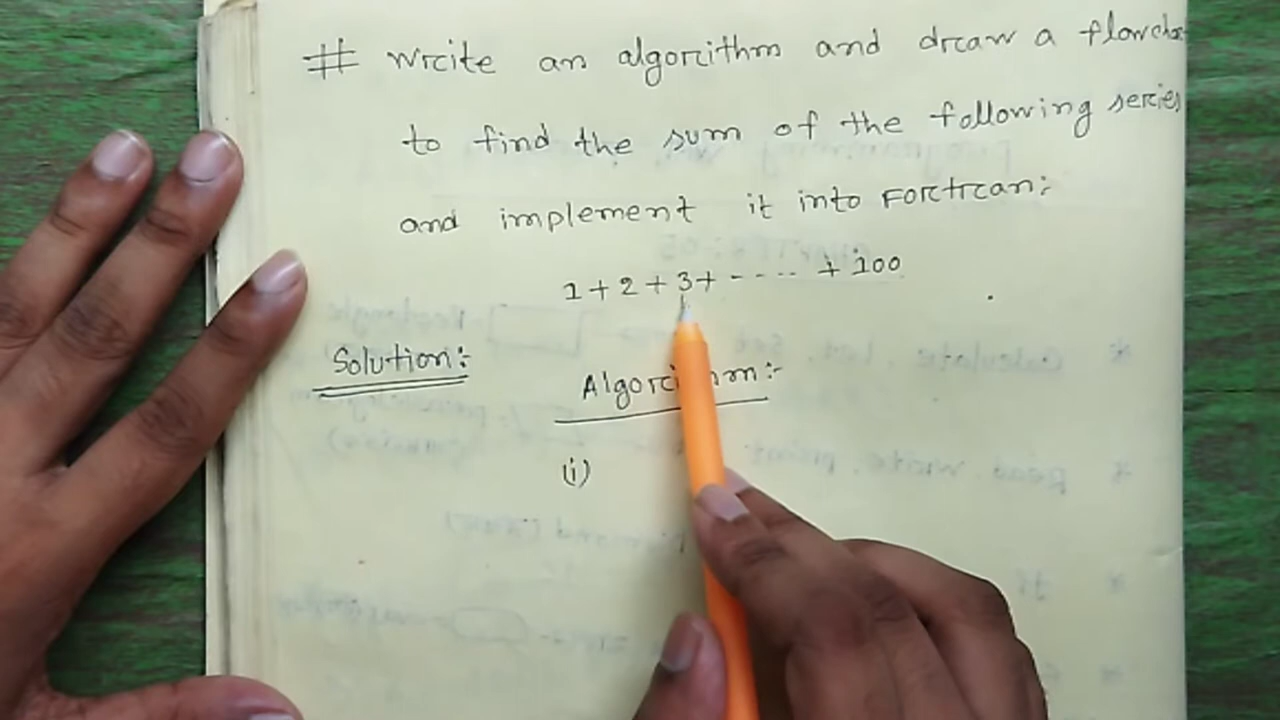 # Write an algorithm and draw a
to find the sum of the following series
and implement it into Fortran:
1 + 2 + 3 + - - . . . . + 100
Solution:-
Algorithm:-
(i)